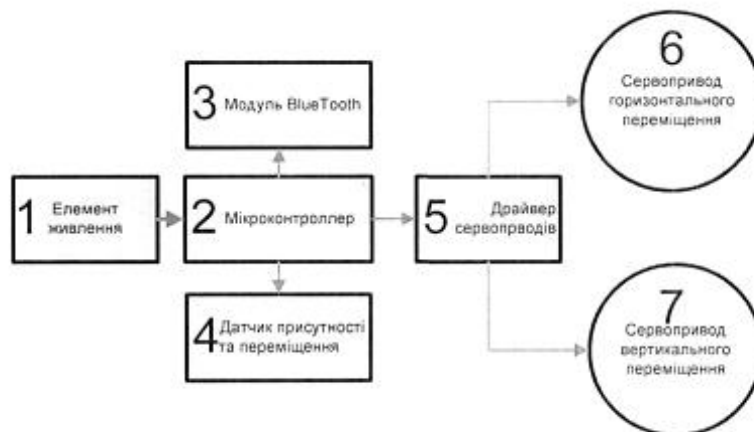 1 Елемент
живлення
2 Мікроконтроллер
3 Модуль BlueTooth
4 Датчик присутності
та переміщення
5 Драйвер
сервопрводів
6
Сервопривод
горизонтального
переміщення
7
Сервопривод
вертикального
переміщення